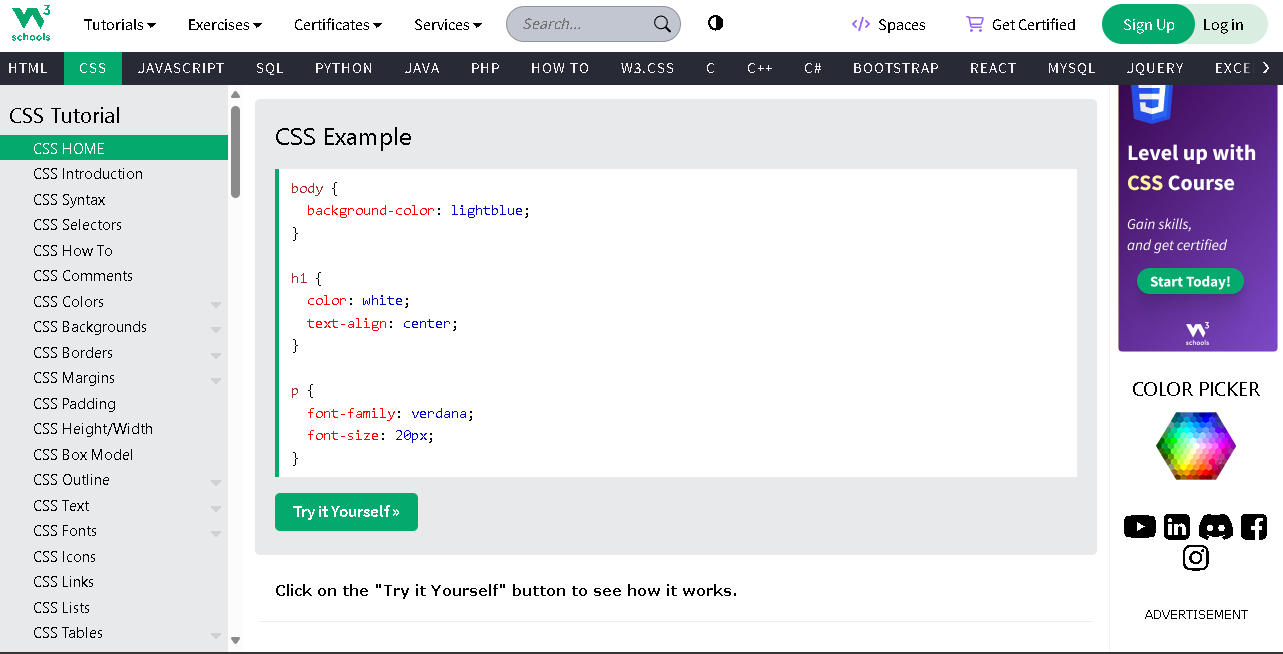 W3 schools
Tutorials Exercises Certificates Services Search... Spaces Get Certified Sign Up Log in
HTML CSS JAVASCRIPT SQL PYTHON JAVA PHP HOW TO W3.CSS C C++ C# BOOTSTRAP REACT MYSQL JQUERY EXCE
CSS Tutorial
CSS HOME
CSS Introduction
CSS Syntax
CSS Selectors
CSS How To
CSS Comments
CSS Colors
CSS Backgrounds
CSS Borders
CSS Margins
CSS Padding
CSS Height/Width
CSS Box Model
CSS Outline
CSS Text
CSS Fonts
CSS Icons
CSS Links
CSS Lists
CSS Tables
CSS Example
body {
  background-color: lightblue;
}
h1 {
  color: white;
  text-align: center;
}
p {
  font-family: verdana;
  font-size: 20px;
}
Try it Yourself »
Click on the "Try it Yourself" button to see how it works.
Level up with
CSS Course
Gain skills,
and get certified
Start Today!
W3 schools
COLOR PICKER
ADVERTISEMENT